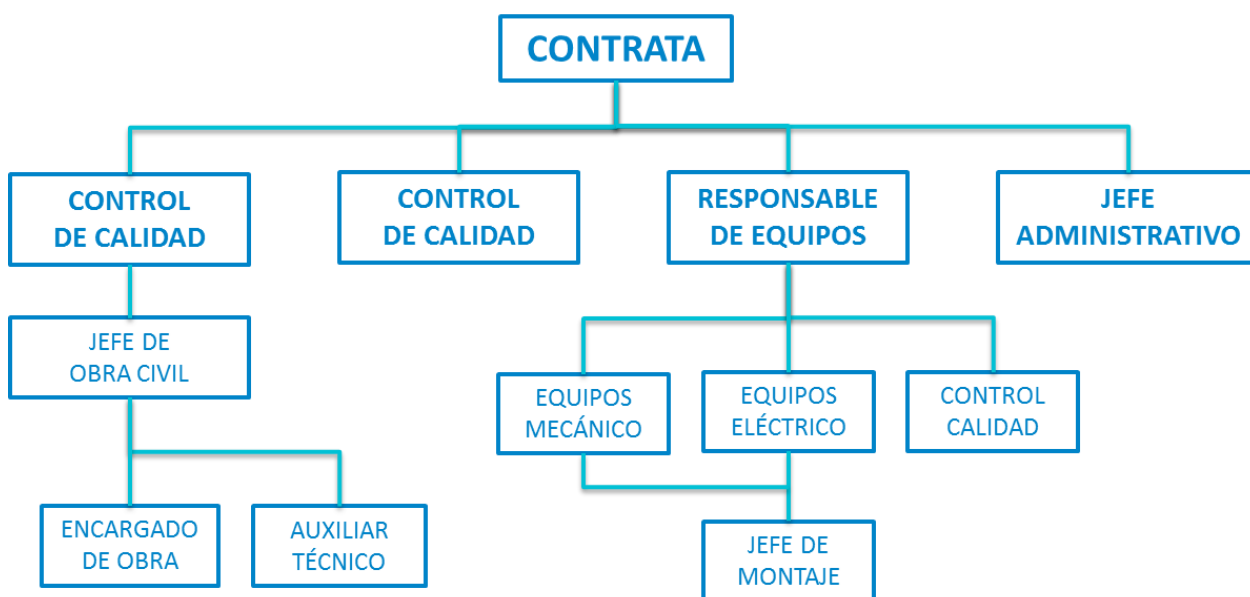 CONTRATA
CONTROL
DE CALIDAD
CONTROL
DE CALIDAD
RESPONSABLE
DE EQUIPOS
JEFE
ADMINISTRATIVO
JEFE DE
OBRA CIVIL
EQUIPOS
MECÁNICO
EQUIPOS
ELÉCTRICO
CONTROL
CALIDAD
ENCARGADO
DE OBRA
AUXILIAR
TÉCNICO
JEFE DE
MONTAJE